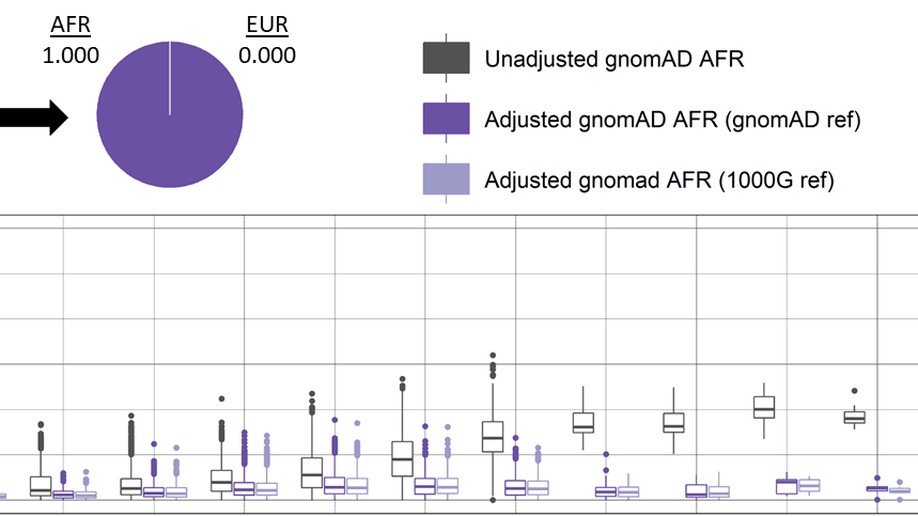 AFR
1.000
EUR
0.000
Unadjusted gnomAD AFR
Adjusted gnomAD AFR (gnomAD ref)
Adjusted gnomad AFR (1000G ref)